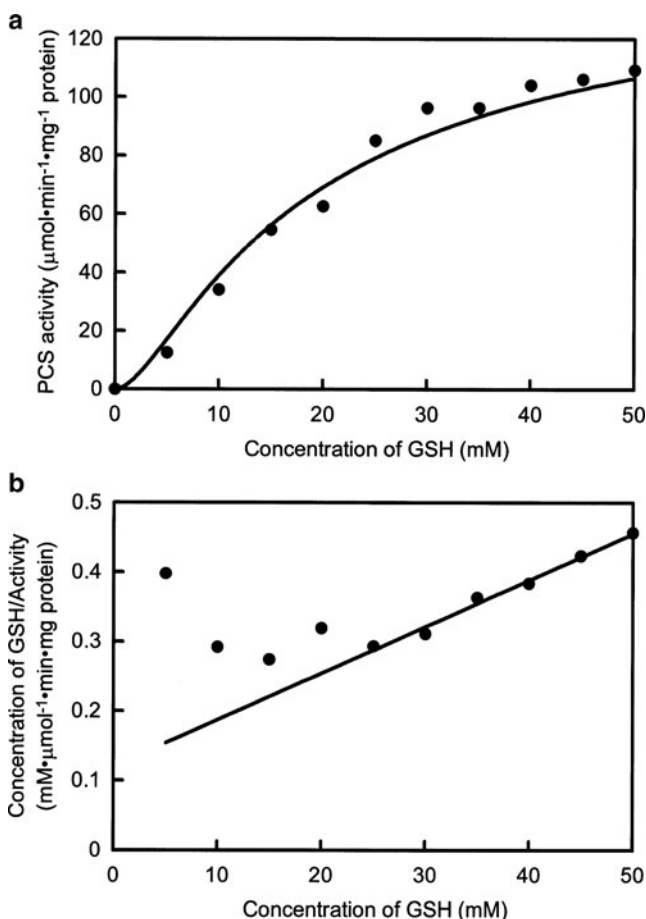 a
PCS activity (μmol•min⁻¹•mg⁻¹ protein)
120
100
80
60
40
20
0
0 10 20 30 40 50
Concentration of GSH (mM)
b
Concentration of GSH/Activity
(mM•μmol⁻¹•min•mg protein)
0.5
0.4
0.3
0.2
0.1
0
0 10 20 30 40 50
Concentration of GSH (mM)